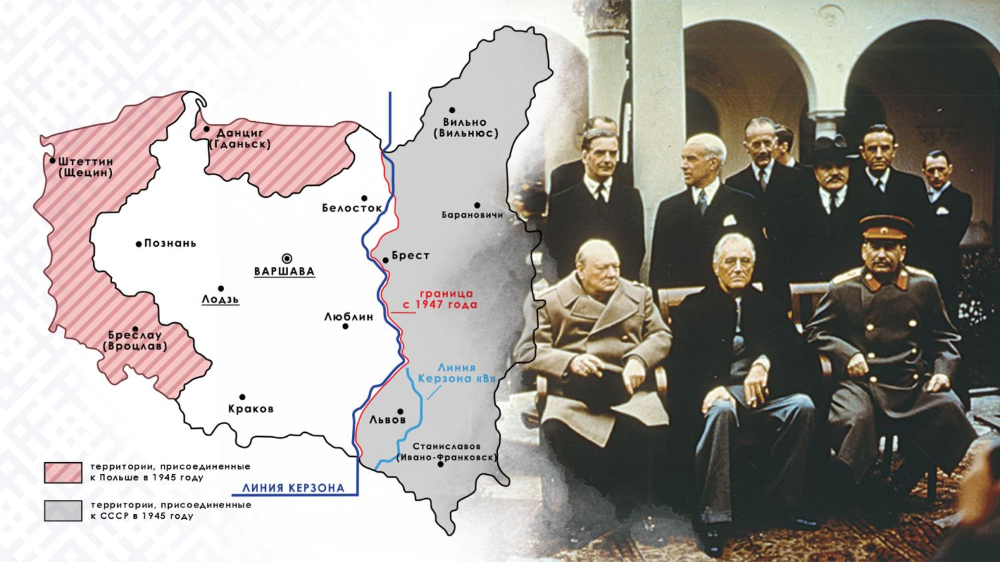 Вильно
(Вильнюс)
Данциг
(Гданьск)
Штеттин
(Щецин)
Белосток
Барановичи
Познань
Брест
ВАРШАВА
Лодзь
граница
с 1947 года
Люблин
Бреслау
(Вроцлав)
Линия
Керзона «В»
Краков
Львов
Станиславов
(Ивано-Франковск)
территории, присоединенные
к Польше в 1945 году
ЛИНИЯ КЕРЗОНА
территории, присоединенные
к СССР в 1945 году